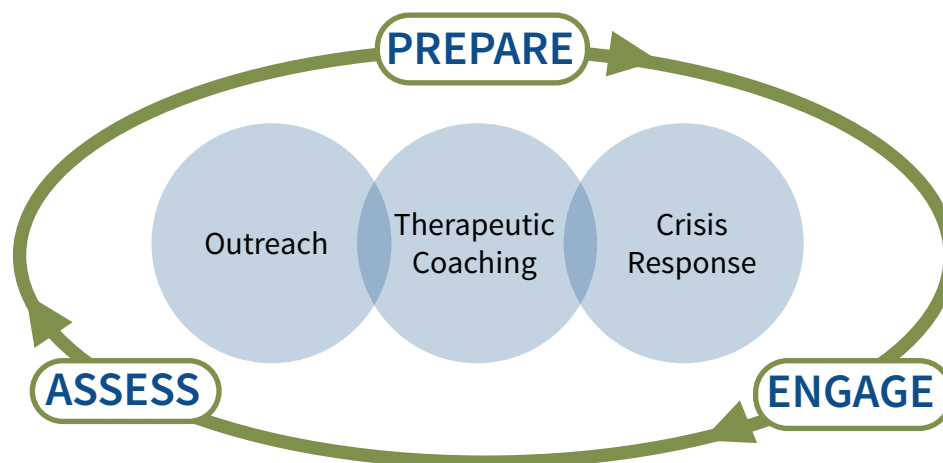 PREPARE
Outreach
Therapeutic
Coaching
Crisis
Response
ASSESS
ENGAGE